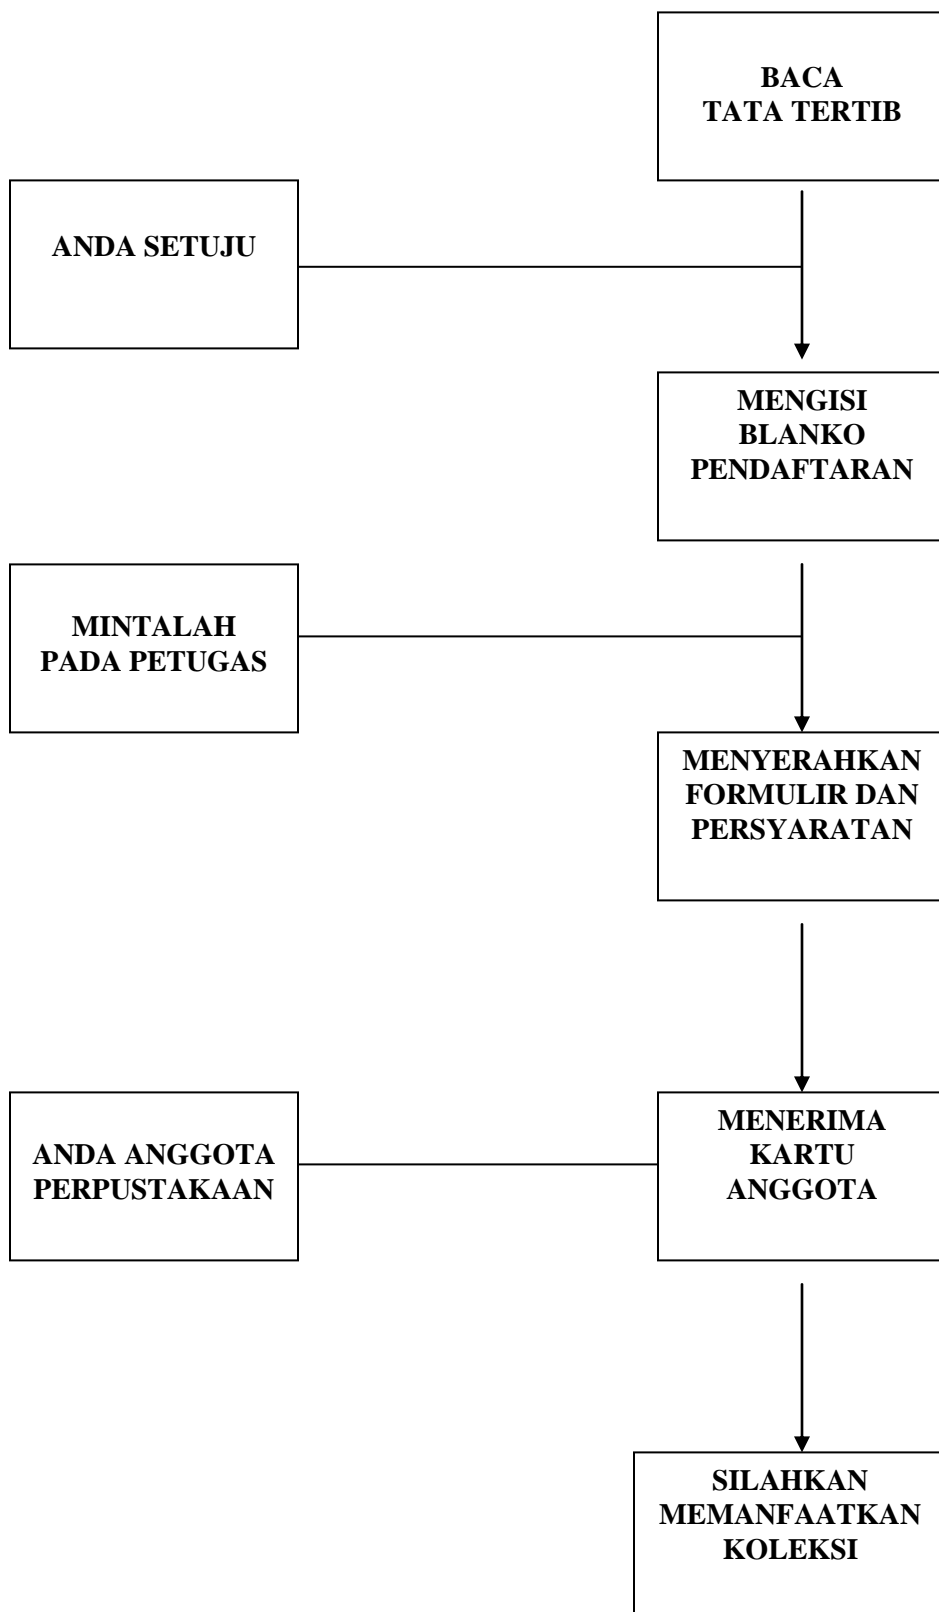 BACA
TATA TERTIB
ANDA SETUJU
MENGISI
BLANKO
PENDAFTARAN
MINTALAH
PADA PETUGAS
MENYERAHKAN
FORMULIR DAN
PERSYARATAN
ANDA ANGGOTA
PERPUSTAKAAN
MENERIMA
KARTU
ANGGOTA
SILAHKAN
MEMANFAATKAN
KOLEKSI